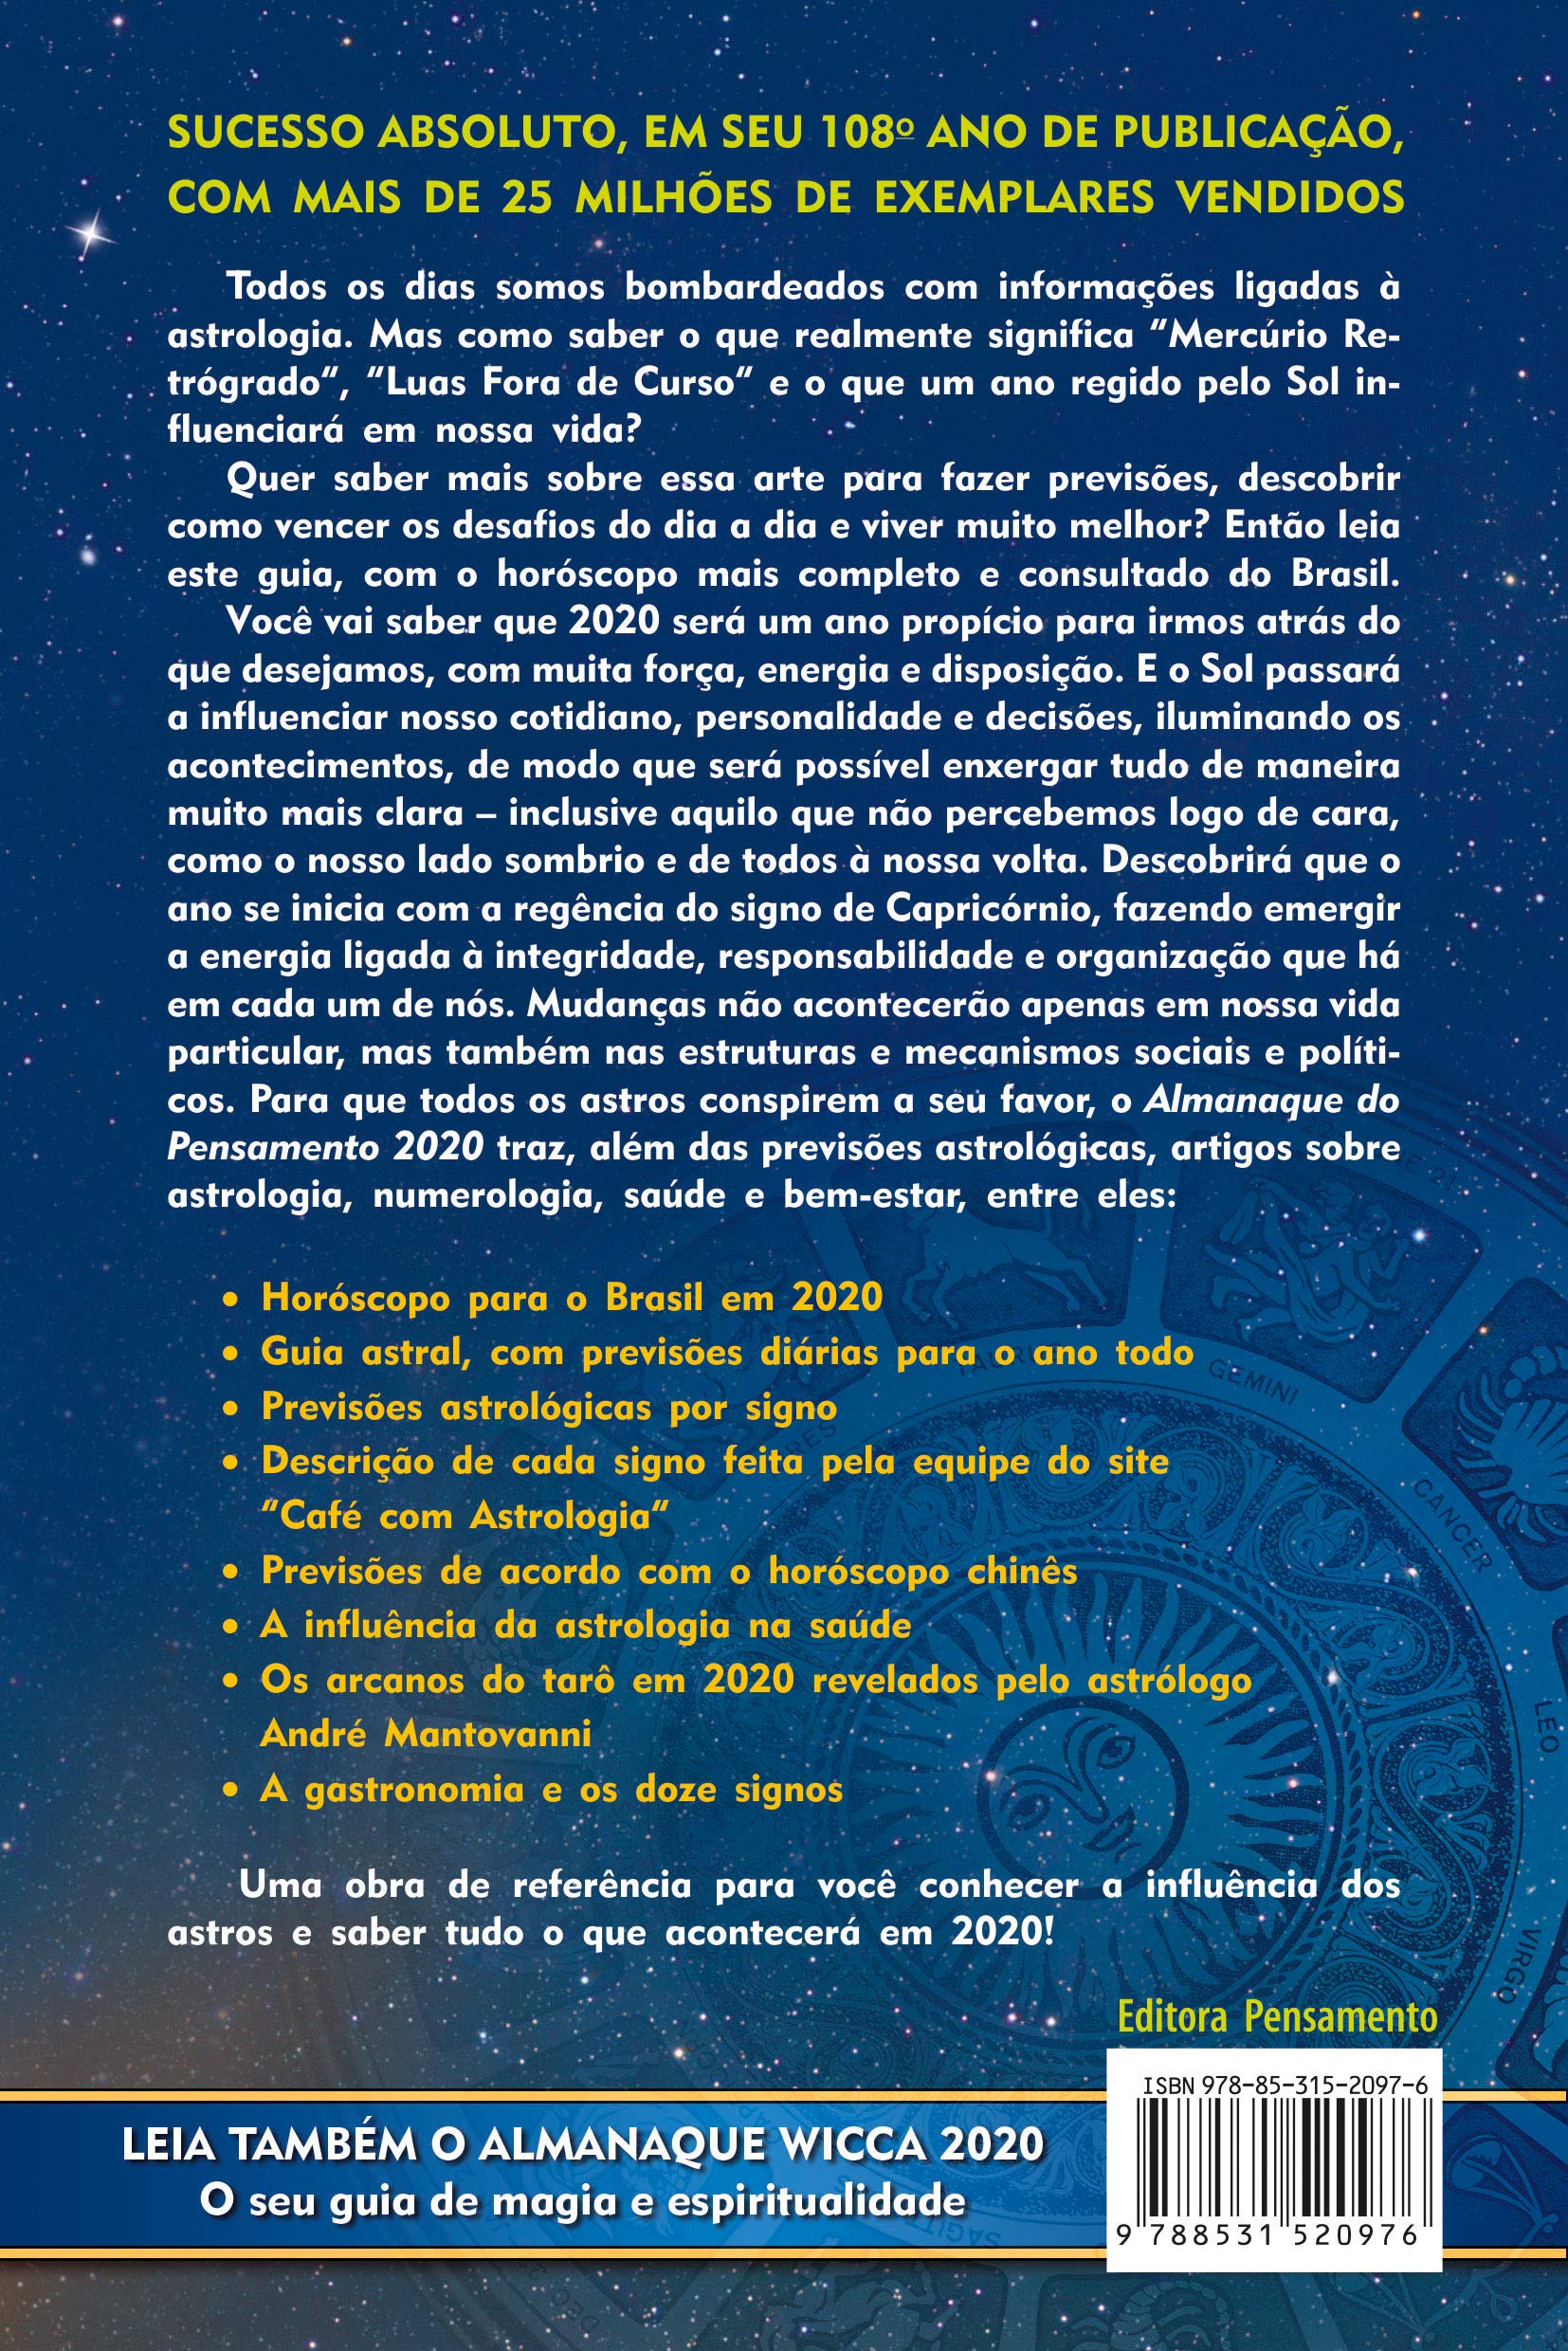 SUCESSO ABSOLUTO, EM SEU 108º ANO DE PUBLICAÇÃO,
COM MAIS DE 25 MILHÕES DE EXEMPLARES VENDIDOS
Todos os dias somos bombardeados com informações ligadas à
astrologia. Mas como saber o que realmente significa “Mercúrio Re-
trógrado“, “Luas Fora de Curso“ e o que um ano regido pelo Sol in-
fluenciará em nossa vida?
Quer saber mais sobre essa arte para fazer previsões, descobrir
como vencer os desafios do dia a dia e viver muito melhor? Então leia
este guia, com o horóscopo mais completo e consultado do Brasil.
Você vai saber que 2020 será um ano propício para irmos atrás do
que desejamos, com muita força, energia e disposição. E o Sol passará
a influenciar nosso cotidiano, personalidade e decisões, iluminando os
acontecimentos, de modo que será possível enxergar tudo de maneira
muito mais clara – inclusive aquilo que não percebemos logo de cara,
como o nosso lado sombrio e de todos à nossa volta. Descobrirá que o
ano se inicia com a regência do signo de Capricórnio, fazendo emergir
a energia ligada à integridade, responsabilidade e organização que há
em cada um de nós. Mudanças não acontecerão apenas em nossa vida
particular, mas também nas estruturas e mecanismos sociais e políti-
cos. Para que todos os astros conspirem a seu favor, o Almanaque do
Pensamento 2020 traz, além das previsões astrológicas, artigos sobre
astrologia, numerologia, saúde e bem-estar, entre eles:
• Horóscopo para o Brasil em 2020
• Guia astral, com previsões diárias para o ano todo
• Previsões astrológicas por signo
• Descrição de cada signo feita pela equipe do site
“Café com Astrologia“
• Previsões de acordo com o horóscopo chinês
• A influência da astrologia na saúde
• Os arcanos do tarô em 2020 revelados pelo astrólogo
André Mantovanni
• A gastronomia e os doze signos
Uma obra de referência para você conhecer a influência dos
astros e saber tudo o que acontecerá em 2020!
GEMINI
CANCER
LEO
VIRGO
Editora Pensamento
ISBN 978-85-315-2097-6
9 788531 520976
LEIA TAMBÉM O ALMANAQUE WICCA 2020
O seu guia de magia e espiritualidade